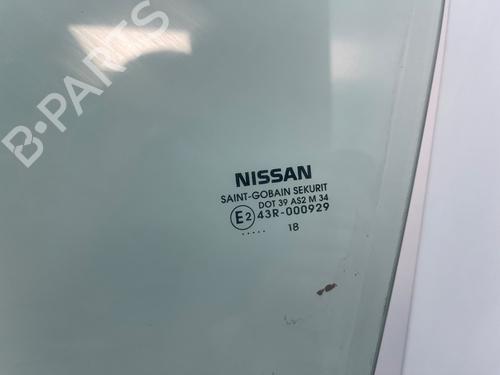 B-PARTS
NISSAN
SAINT-GOBAIN SEKURIT
DOT 39 AS2 M 34
E2 43R-000929
..... 18